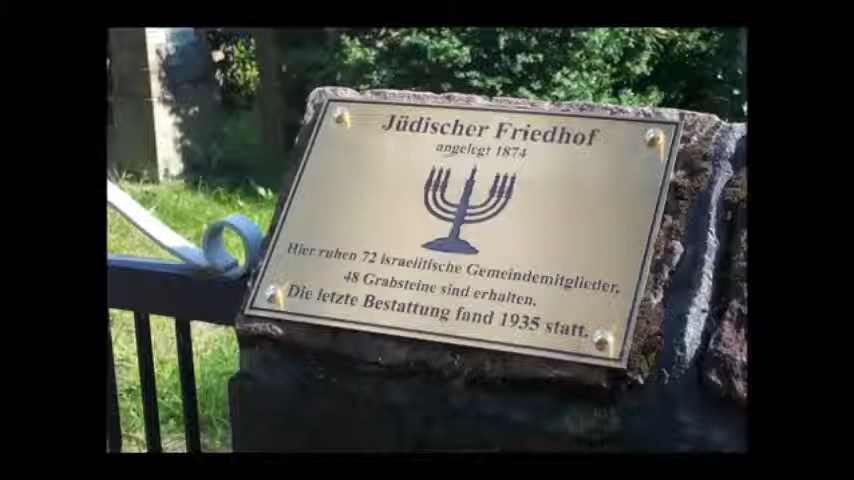 Jüdischer Friedhof
angelegt 1874
Hier ruhen 72 israelitische Gemeindemitglieder,
48 Grabsteine sind erhalten.
Die letzte Bestattung fand 1935 statt.